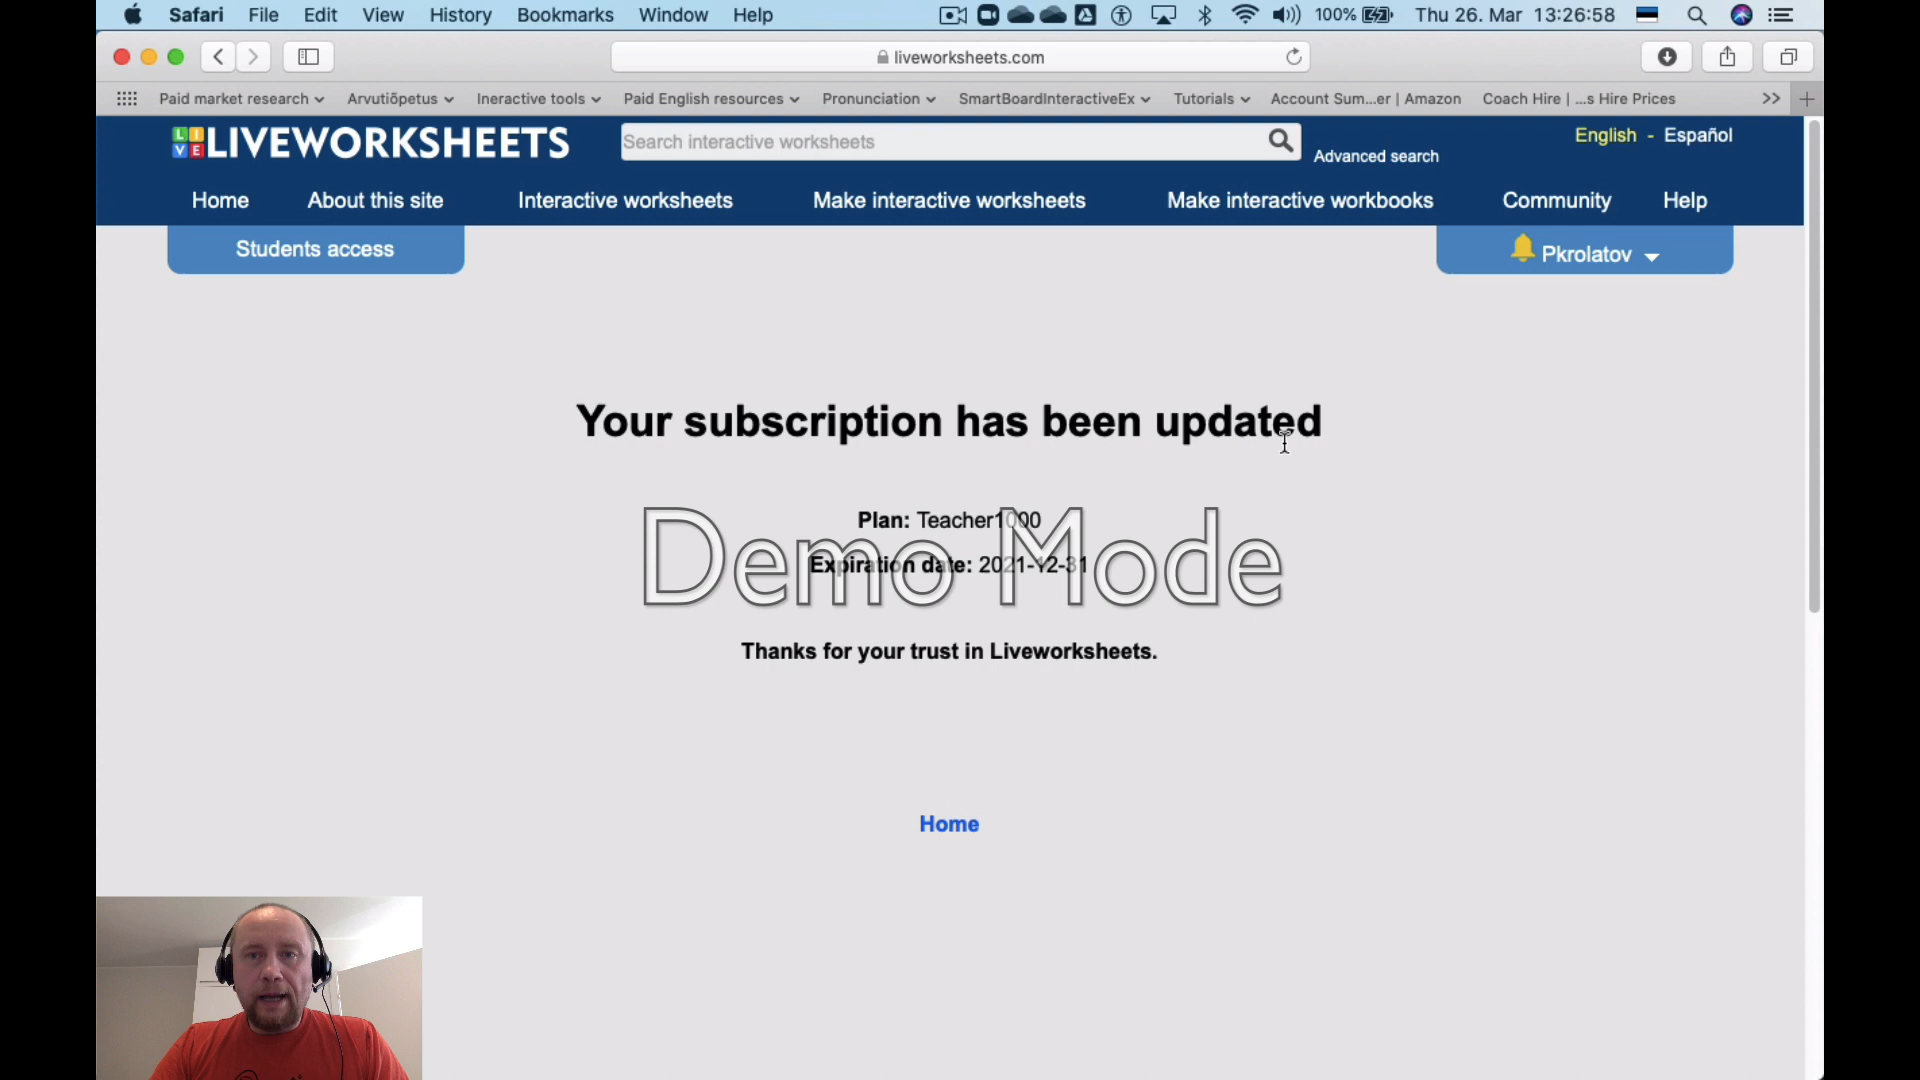 Safari File Edit View History Bookmarks Window Help 100% Thu 26. Mar 13:26:58
liveworksheets.com
Paid market research Arvutiõpetus Ineractive tools Paid English resources Pronunciation SmartBoardInteractiveEx Tutorials Account Sum...er | Amazon Coach Hire | ...s Hire Prices >>
LIVE LIVEWORKSHEETS Search interactive worksheets Advanced search English - Español
Home About this site Interactive worksheets Make interactive worksheets Make interactive workbooks Community Help
Students access Pkrolatov
Your subscription has been updated
Plan: Teacher1000
Demo Mode
Expiration date: 2021-12-31
Thanks for your trust in Liveworksheets.
Home